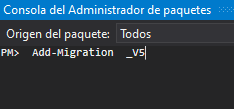 Consola del Administrador de paquetes
Origen del paquete: Todos
PM> Add-Migration _V5